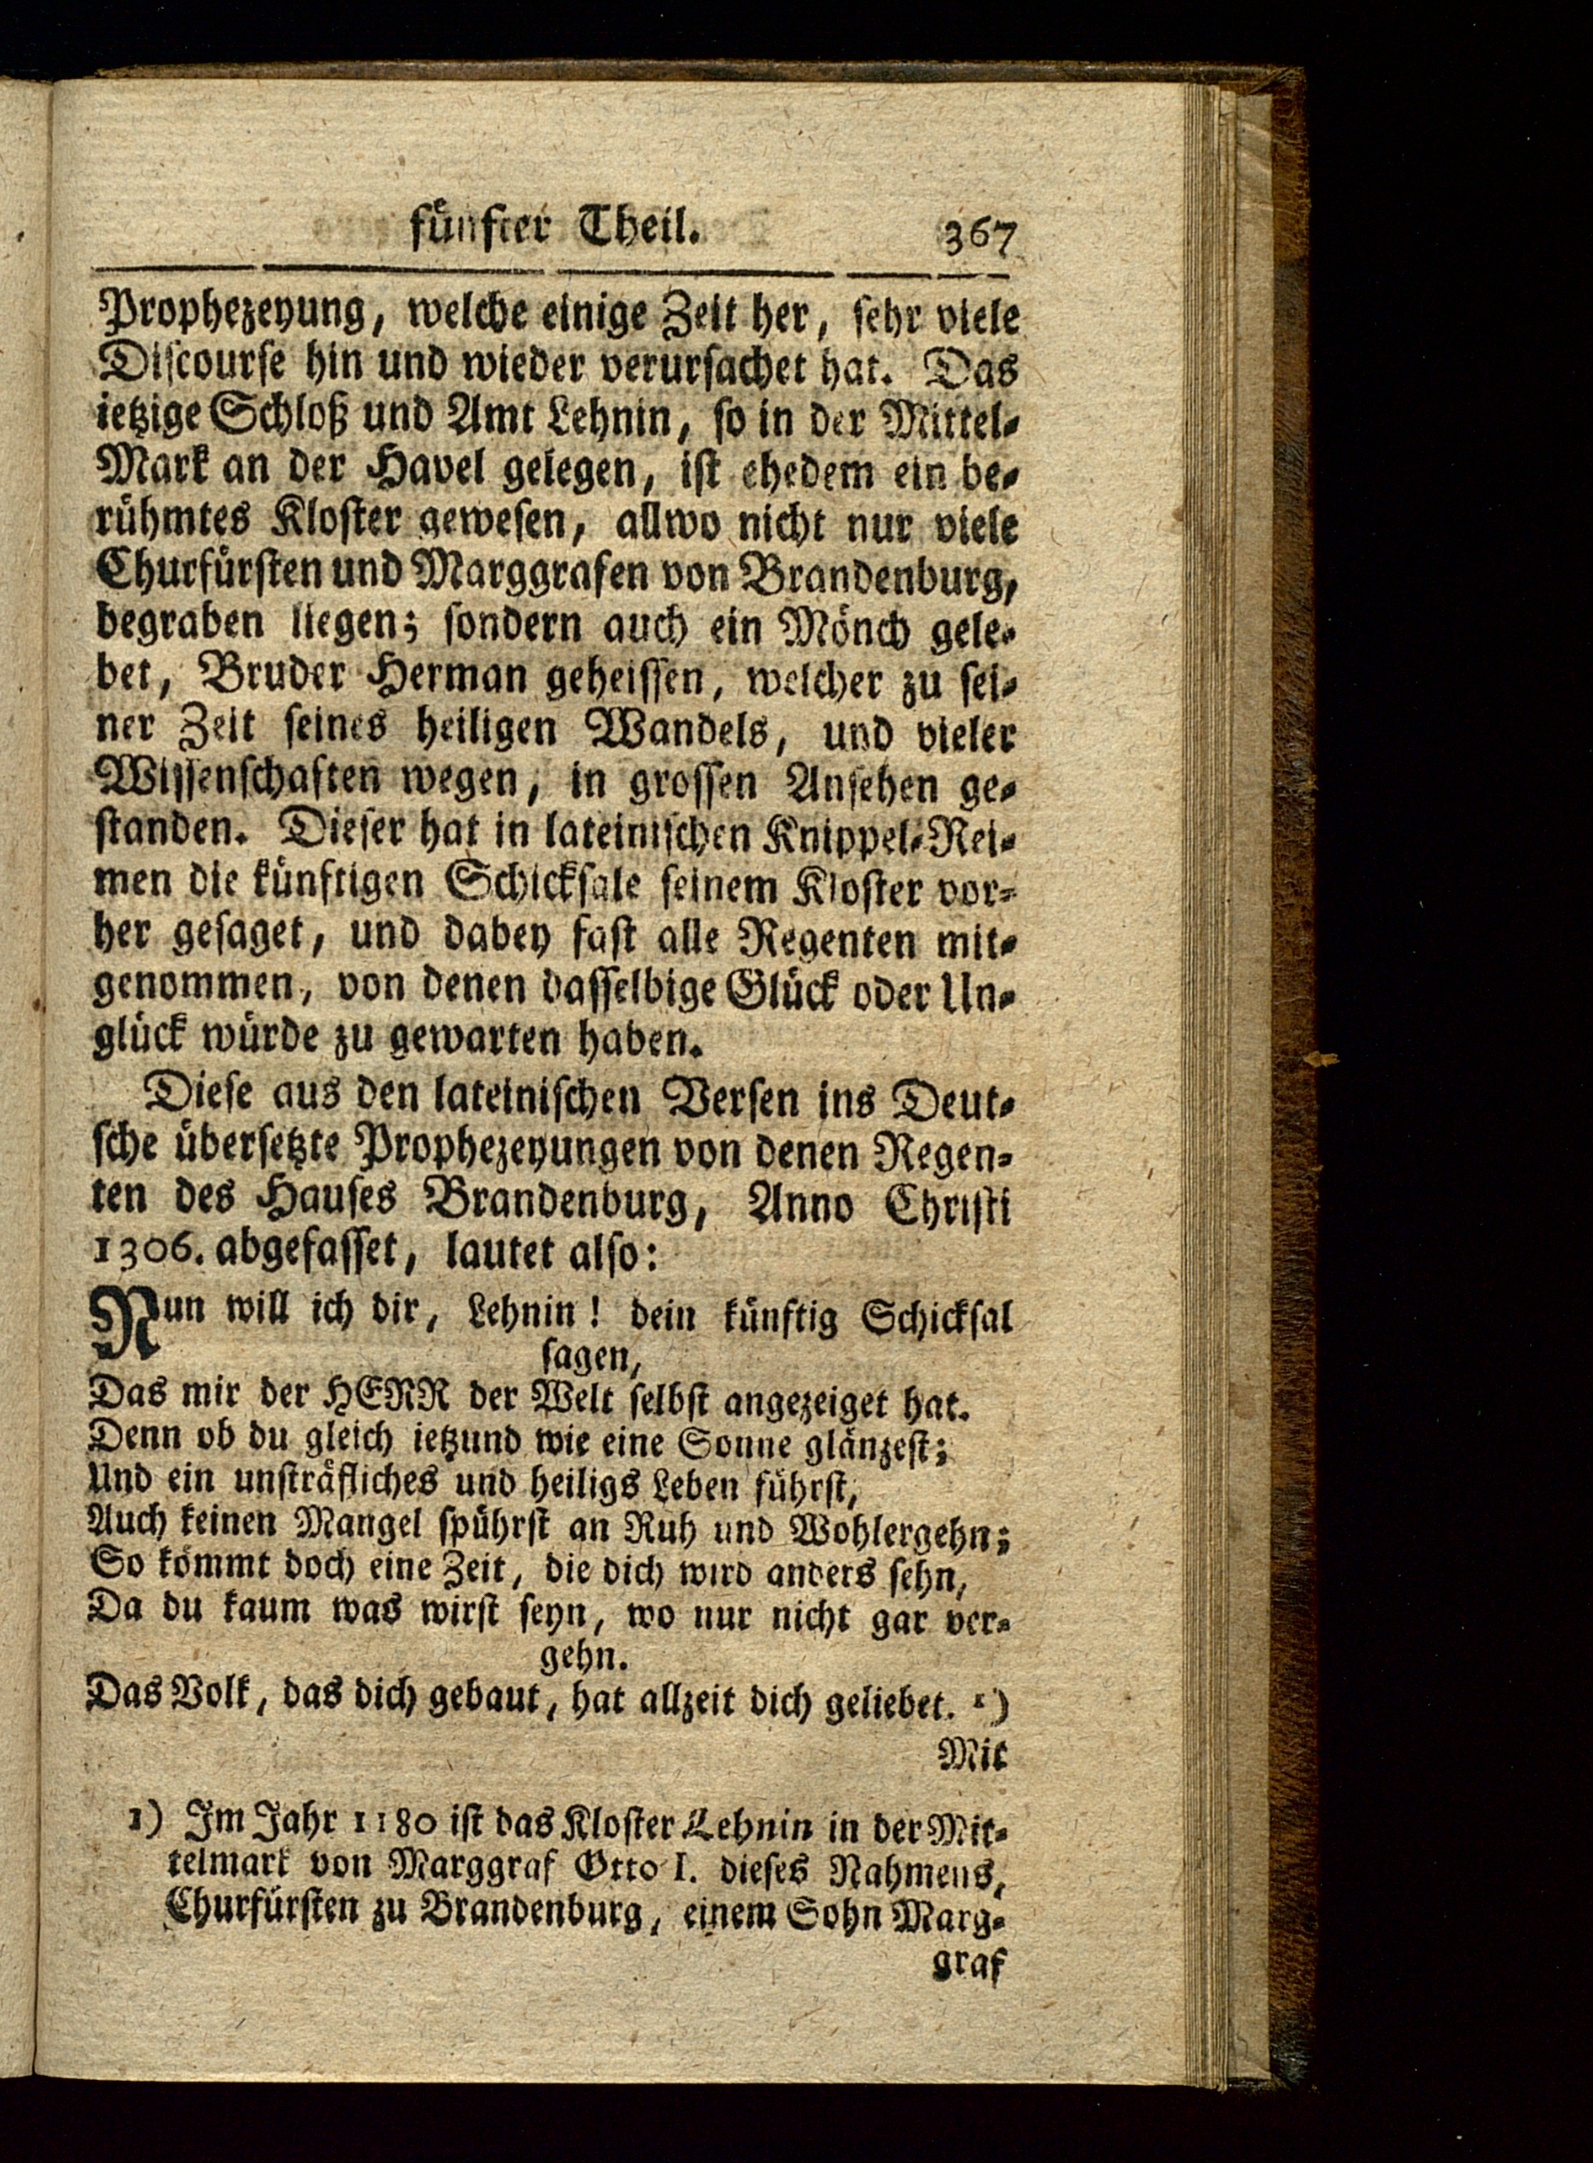 fünfter Theil. 367
Prophezeyung, welche einige Zeit her, sehr viele
Discourse hin und wieder verursachet hat. Das
ietzige Schloß und Amt Lehnin, so in der Mittel-
Mark an der Havel gelegen, ist ehedem ein be-
rühmtes Kloster gewesen, allwo nicht nur viele
Churfürsten und Marggrafen von Brandenburg,
begraben liegen; sondern auch ein Mönch gele-
bet, Bruder Herman geheissen, welcher zu sei-
ner Zeit seines heiligen Wandels, und vieler
Wissenschaften wegen, in grossen Ansehen ge-
standen. Dieser hat in lateinischen Knippel-Rei-
men die künftigen Schicksale seinem Kloster vor-
her gesaget, und dabey fast alle Regenten mit-
genommen, von denen dasselbige Glück oder Un-
glück würde zu gewarten haben.
Diese aus den lateinischen Versen ins Deut-
sche übersetzte Prophezeyungen von denen Regen-
ten des Hauses Brandenburg, Anno Christi
1306. abgefasset, lautet also:
Nun will ich dir, Lehnin! dein künftig Schicksal
sagen,
Das mir der HERR der Welt selbst angezeiget hat.
Denn ob du gleich ietzund wie eine Sonne glänzest;
Und ein unsträfliches und heiligs Leben führst,
Auch keinen Mangel spührst an Ruh und Wohlergehn;
So kömmt doch eine Zeit, die dich wird anders sehn,
Da du kaum was wirst seyn, wo nur nicht gar ver-
gehn.
Das Volk, das dich gebaut, hat allzeit dich geliebet. 1)
Mit
1) Im Jahr 1180 ist das Kloster Lehnin in der Mit-
telmark von Marggraf Otto I. dieses Nahmens,
Churfürsten zu Brandenburg, einem Sohn Marg-
graf